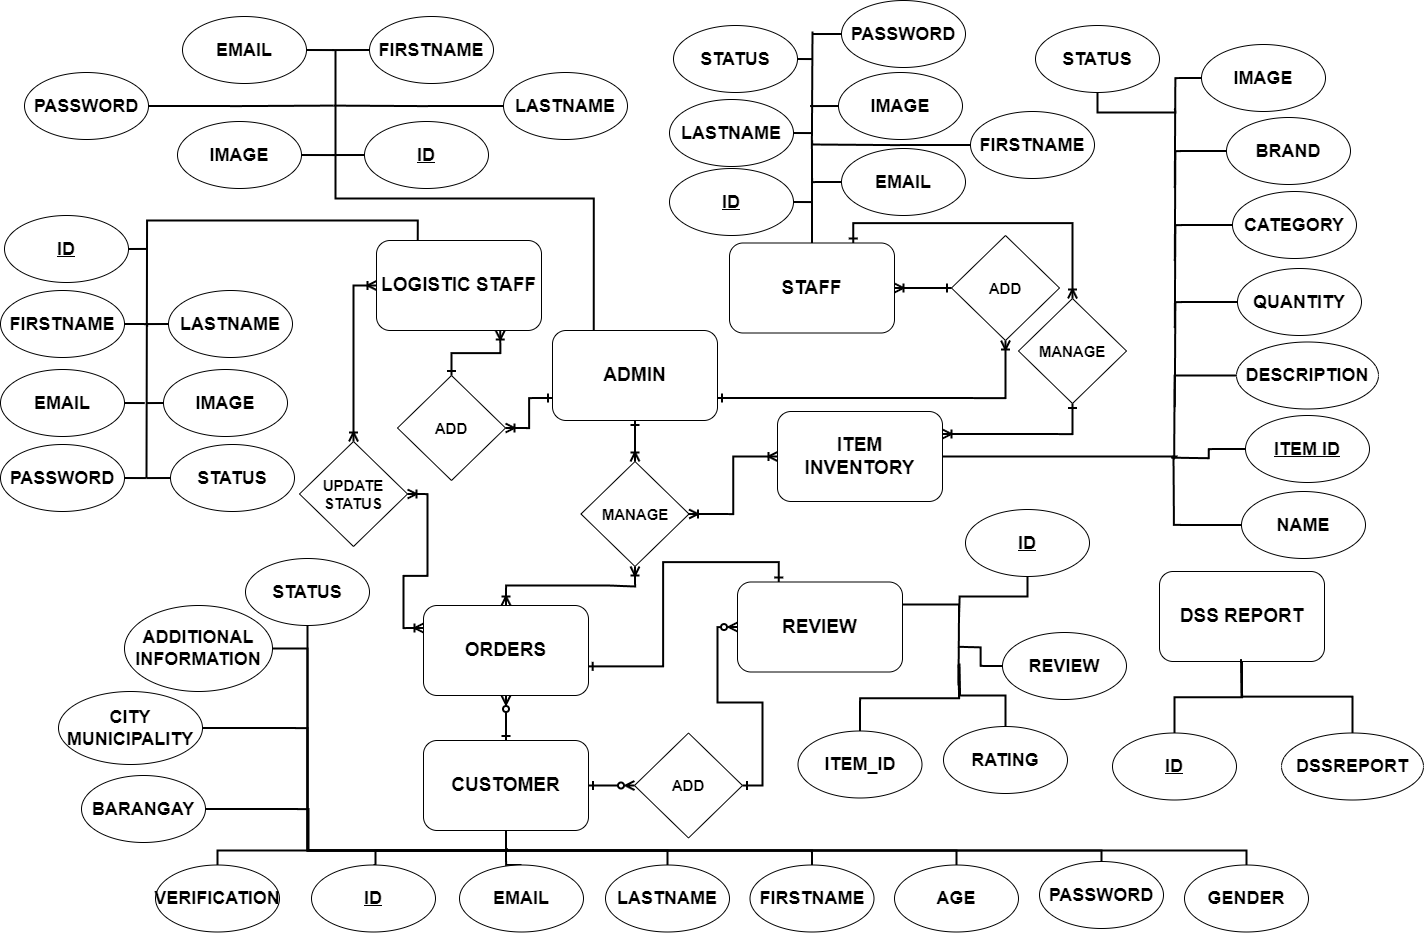 EMAIL
FIRSTNAME
PASSWORD
LASTNAME
IMAGE
ID
STATUS
PASSWORD
LASTNAME
IMAGE
FIRSTNAME
ID
EMAIL
STATUS
IMAGE
BRAND
CATEGORY
QUANTITY
DESCRIPTION
ITEM ID
NAME
ID
FIRSTNAME
LASTNAME
EMAIL
IMAGE
PASSWORD
STATUS
LOGISTIC STAFF
STAFF
ADD
MANAGE
ADMIN
ADD
ITEM
INVENTORY
UPDATE
STATUS
MANAGE
ID
STATUS
ADDITIONAL
INFORMATION
CITY
MUNICIPALITY
BARANGAY
ORDERS
REVIEW
REVIEW
ITEM_ID
RATING
DSS REPORT
ID
DSSREPORT
CUSTOMER
ADD
VERIFICATION
ID
EMAIL
LASTNAME
FIRSTNAME
AGE
PASSWORD
GENDER